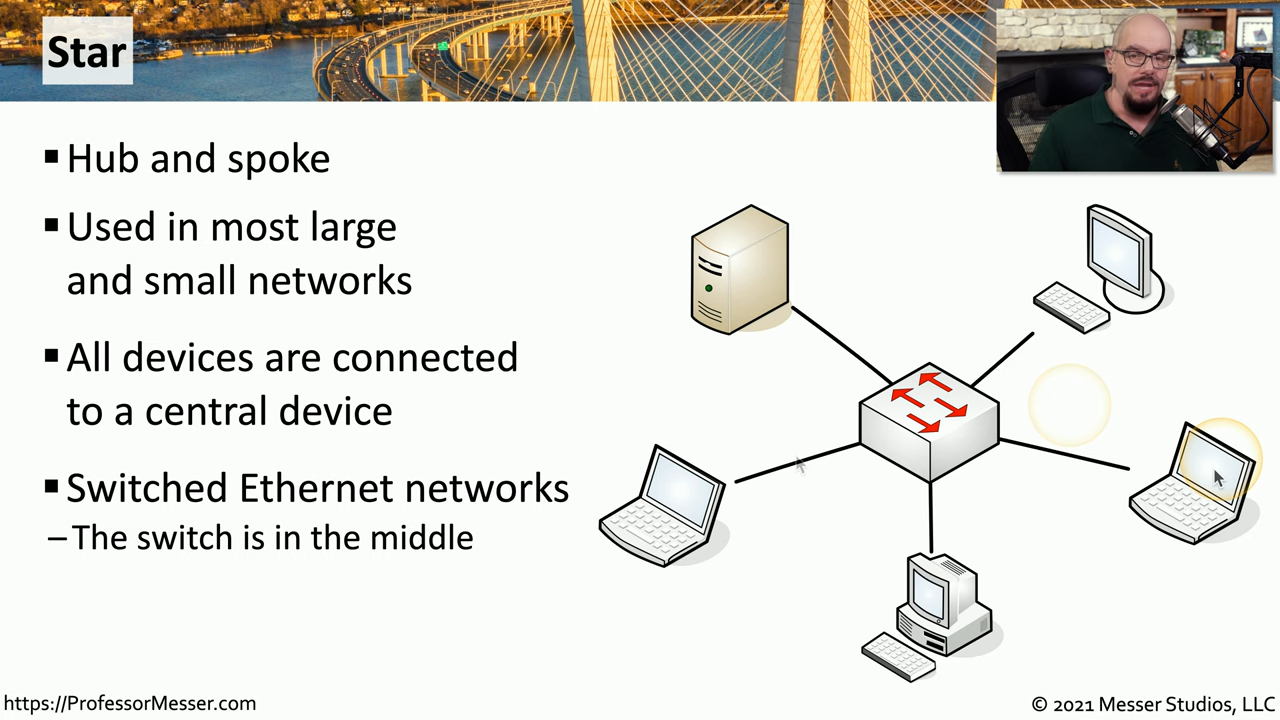 Star
▪ Hub and spoke
▪ Used in most large
and small networks
▪ All devices are connected
to a central device
▪ Switched Ethernet networks
– The switch is in the middle
https://ProfessorMesser.com
© 2021 Messer Studios, LLC